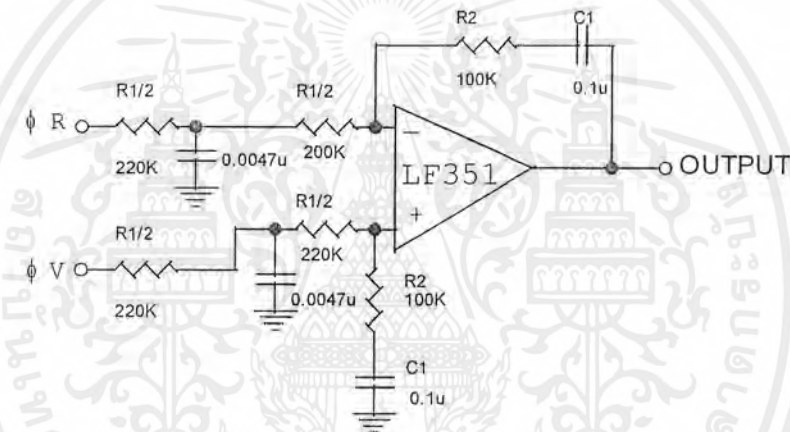 R2
C1
100K
0.1u
R1/2
R1/2
ϕ R
220K
0.0047u
200K
−
LF351
+
OUTPUT
R1/2
R1/2
220K
ϕ V
220K
0.0047u
R2
100K
C1
0.1u